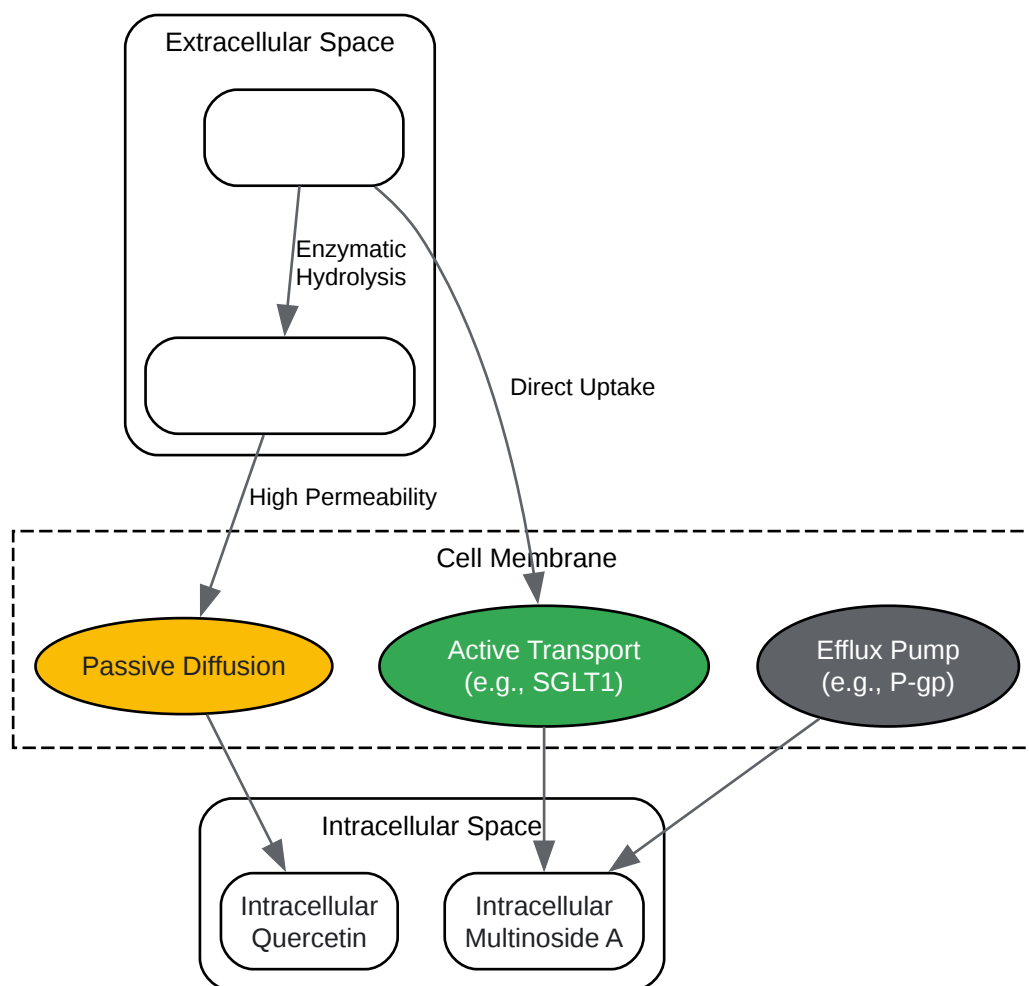 Extracellular Space
Enzymatic
Hydrolysis
Direct Uptake
High Permeability
Cell Membrane
Passive Diffusion
Active Transport
(e.g., SGLT1)
Efflux Pump
(e.g., P-gp)
Intracellular Space
Intracellular
Quercetin
Intracellular
Multinoside A